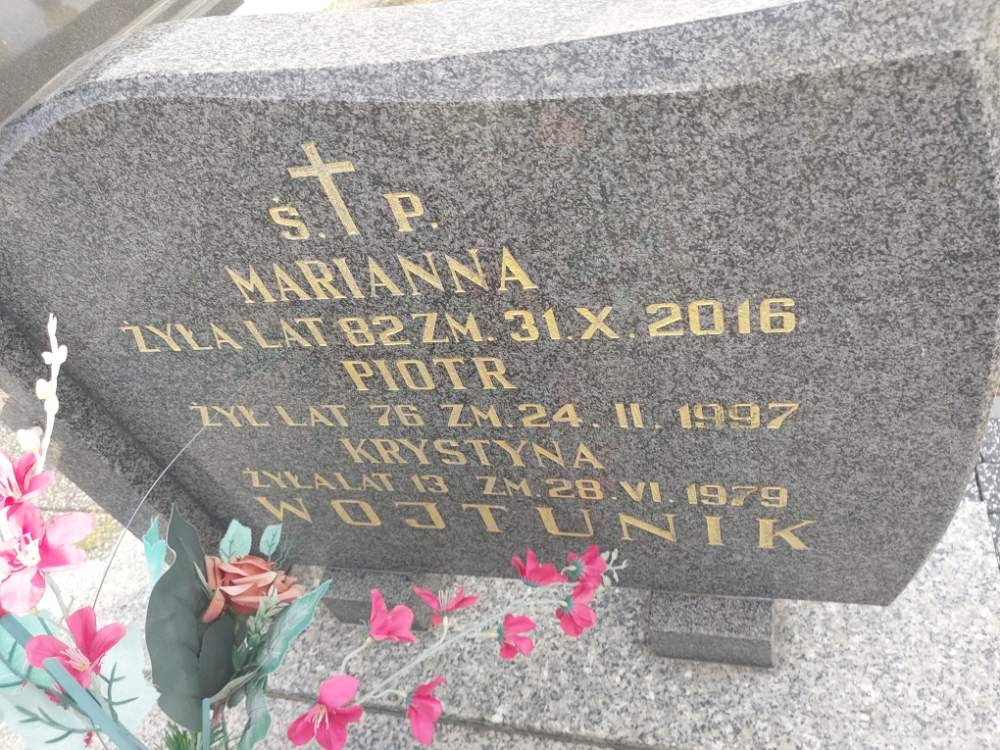 Ś. P.
MARIANNA
ŻYŁA LAT 82 ZM. 31.X.2016
PIOTR
ŻYŁ LAT 76 ZM. 24.II.1997
KRYSTYNA
ŻYŁA LAT 13 ZM. 28.VI.1979
WOJTUNIK